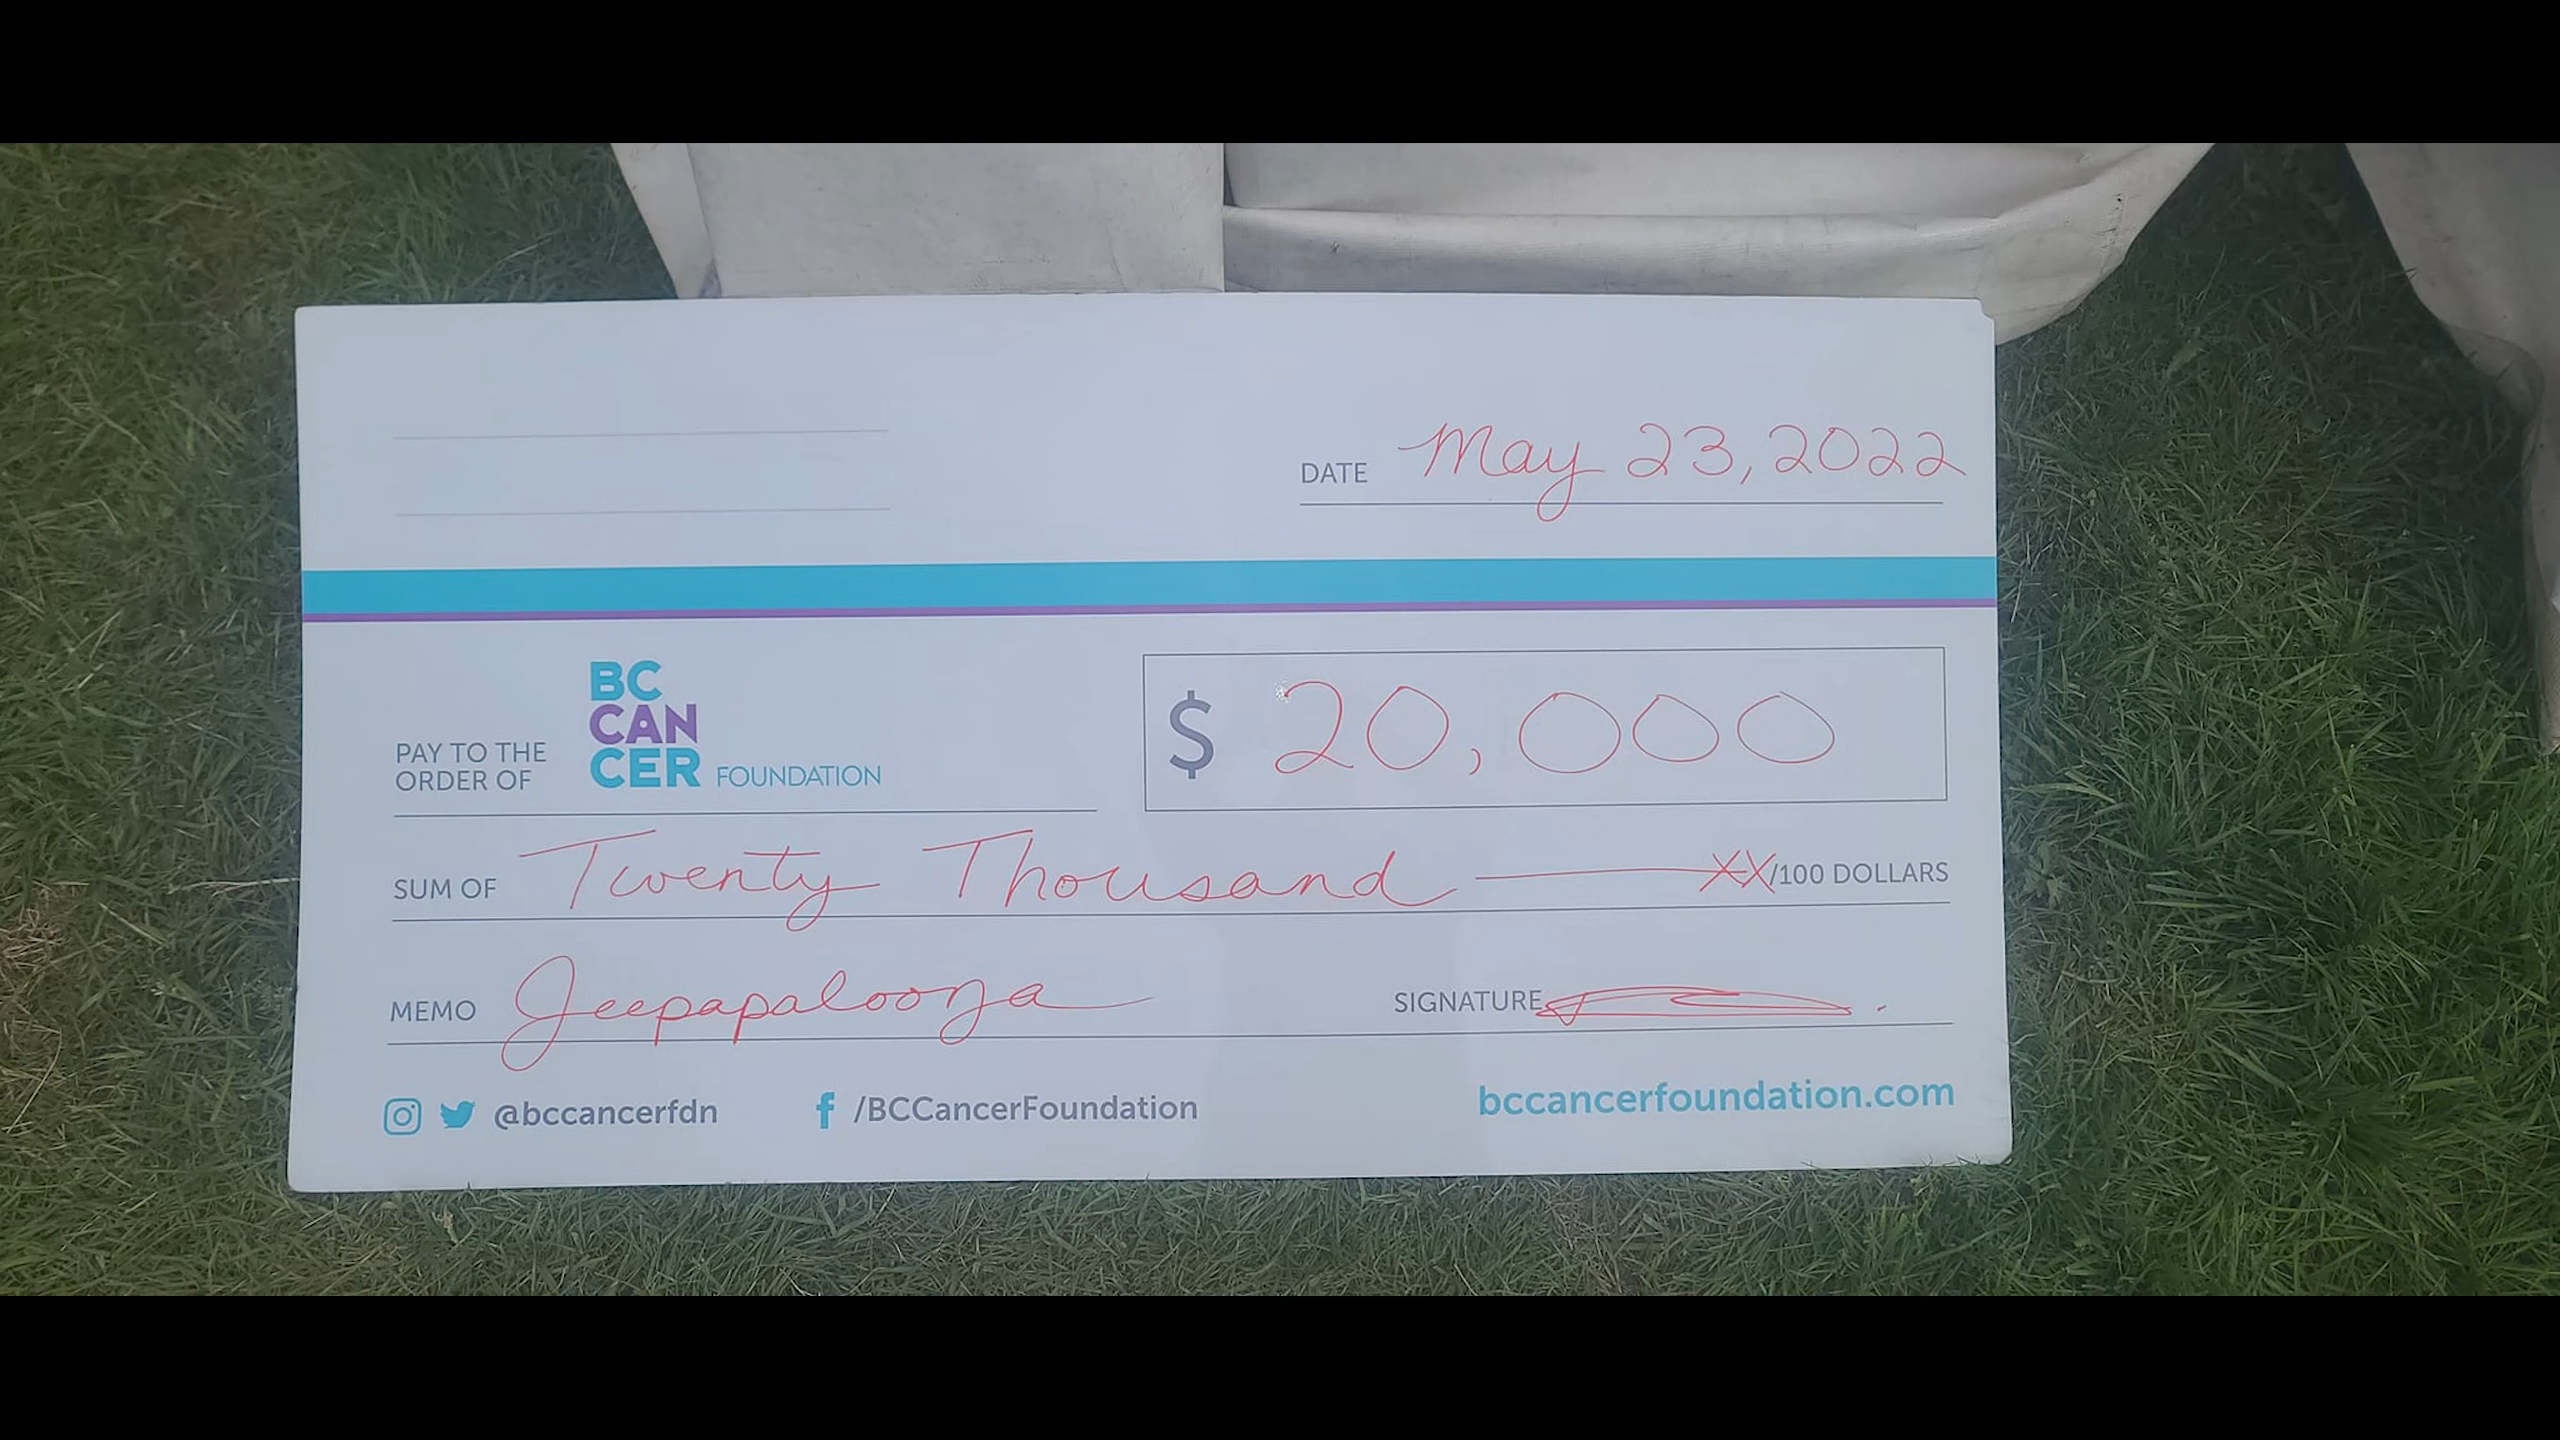 DATE May 23, 2022
BC
CAN
CER FOUNDATION
PAY TO THE
ORDER OF
$ 20,000
SUM OF Twenty Thousand XX/100 DOLLARS
MEMO Jeepapalooza
SIGNATURE
@bccancerfdn /BCCancerFoundation bccancerfoundation.com